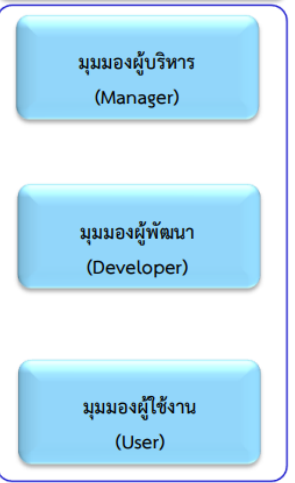 มุมมองผู้บริหาร
(Manager)
มุมมองผู้พัฒนา
(Developer)
มุมมองผู้ใช้งาน
(User)